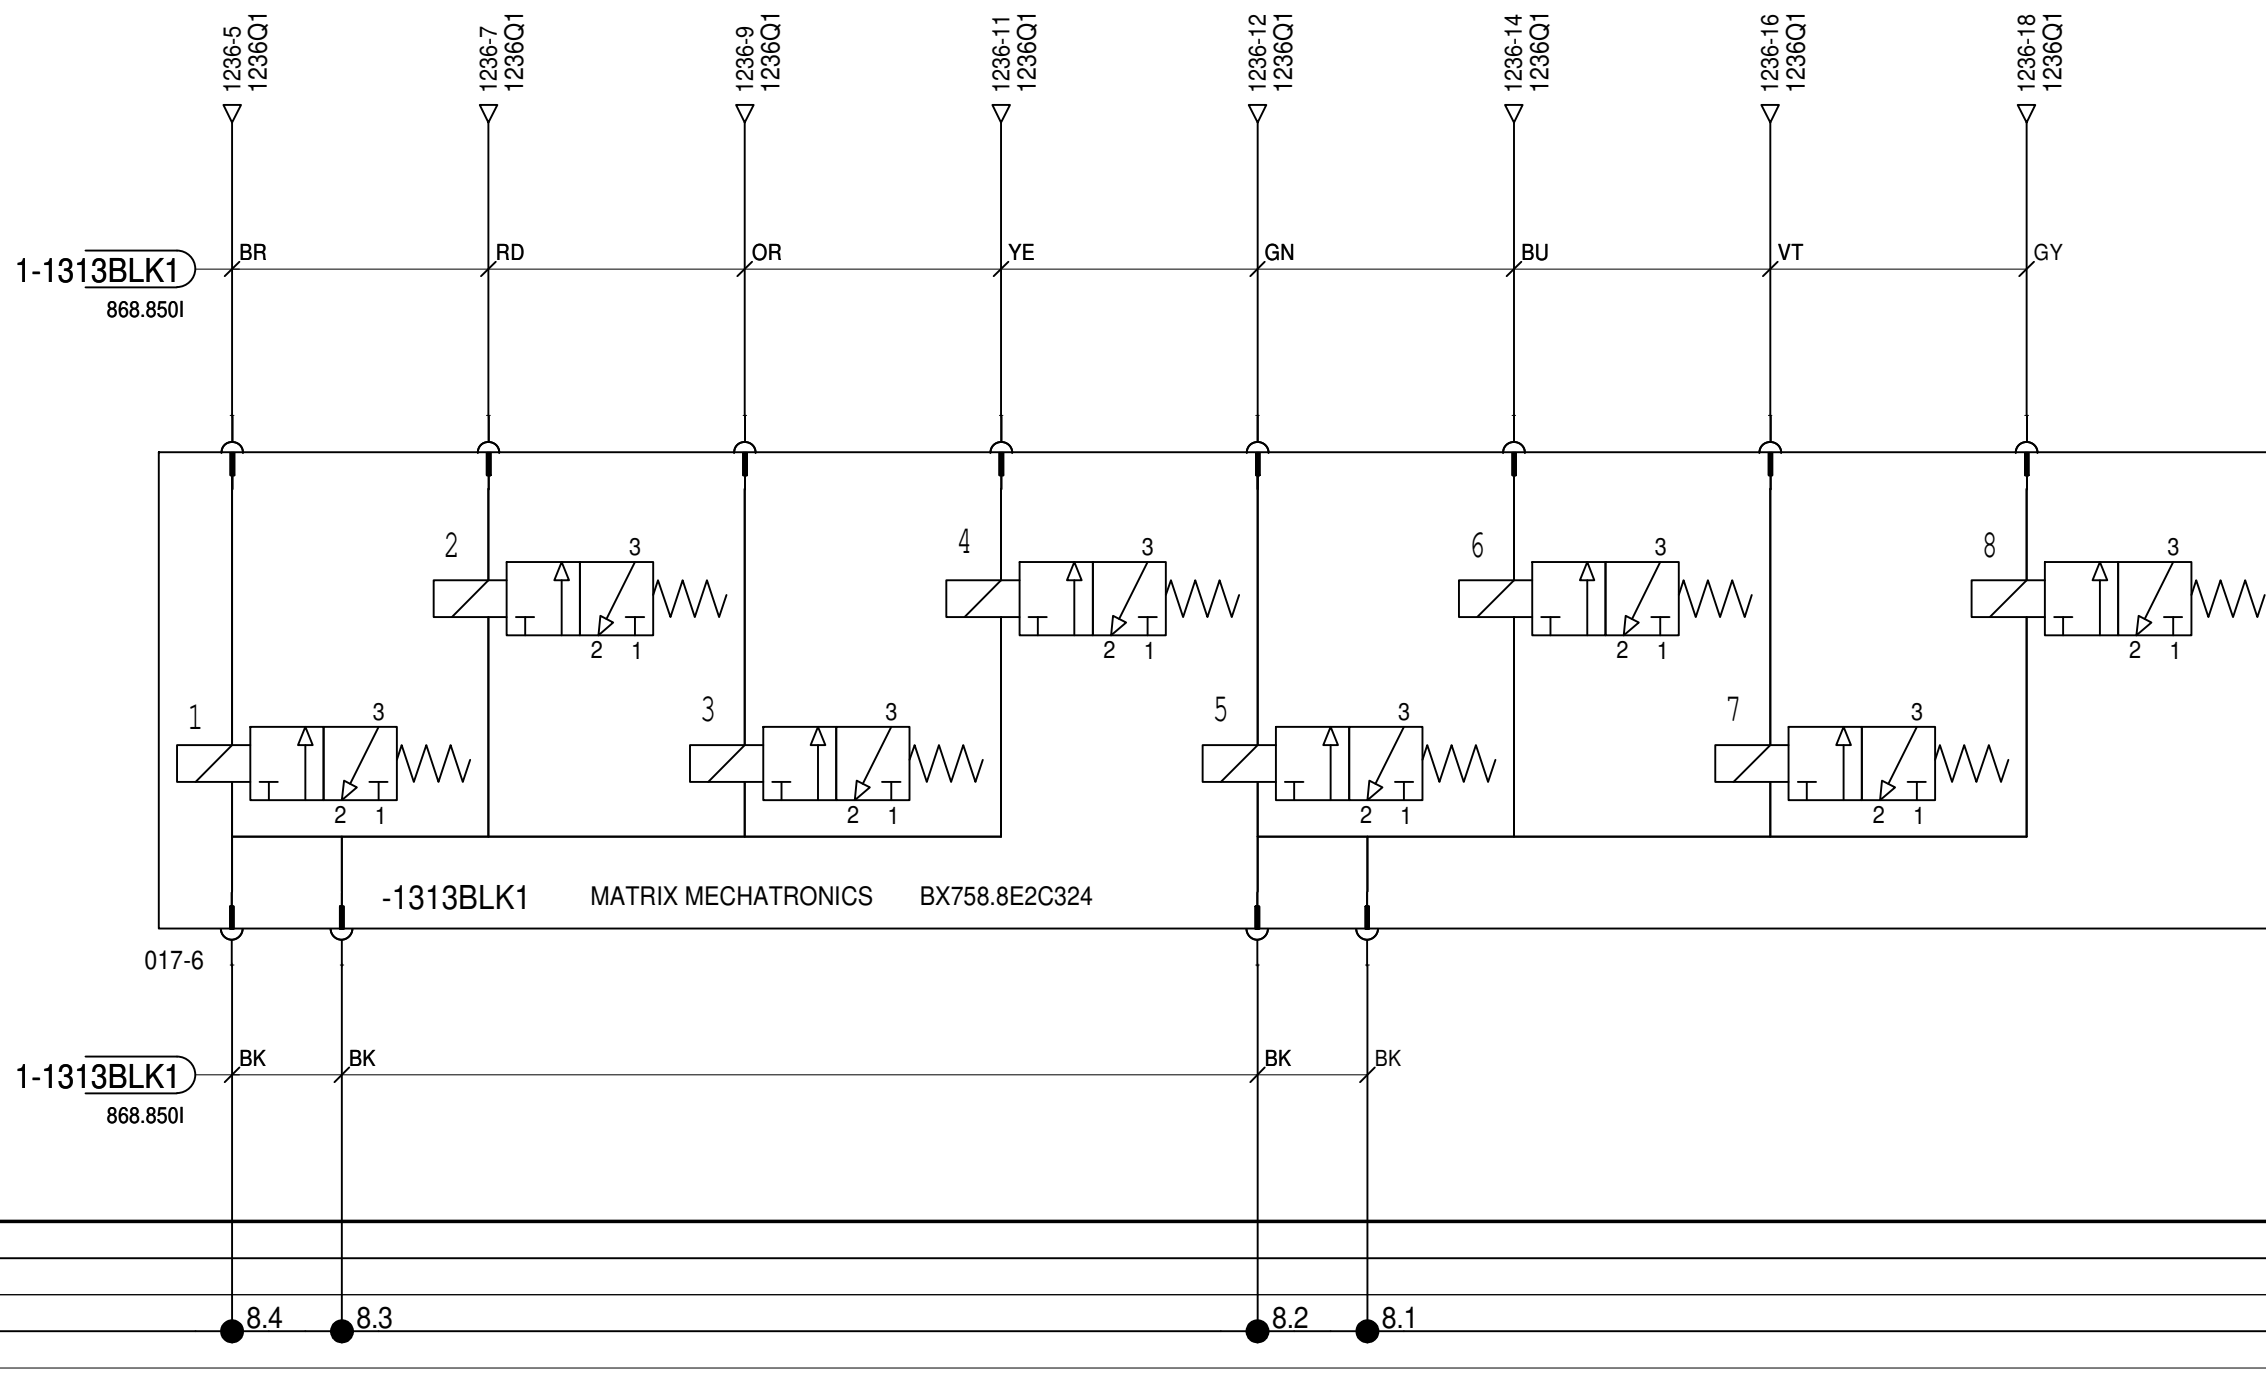 1236-5
1236Q1
1236-7
1236Q1
1236-9
1236Q1
1236-11
1236Q1
1236-12
1236Q1
1236-14
1236Q1
1236-16
1236Q1
1236-18
1236Q1
1-1313BLK1
BR
RD
OR
YE
GN
BU
VT
GY
868.850I
2
3
4
3
6
3
8
3
2
1
2
1
2
1
2
1
1
3
3
3
5
3
7
3
2
1
2
1
2
1
2
1
-1313BLK1
MATRIX MECHATRONICS
BX758.8E2C324
017-6
1-1313BLK1
BK
BK
BK
BK
868.850I
8.4
8.3
8.2
8.1